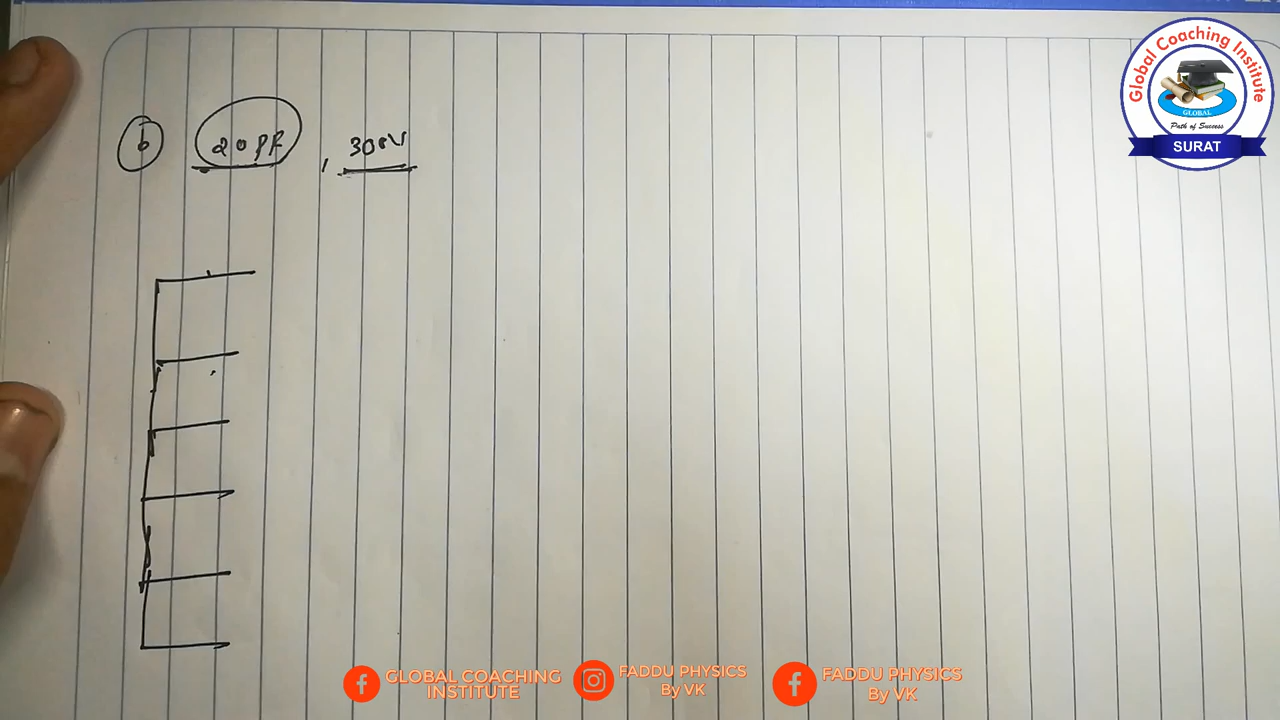 6 20 PF , 300V
Global Coaching Institute
GLOBAL
Path of Success
SURAT
GLOBAL COACHING
INSTITUTE
FADDU PHYSICS
By VK
FADDU PHYSICS
By VK